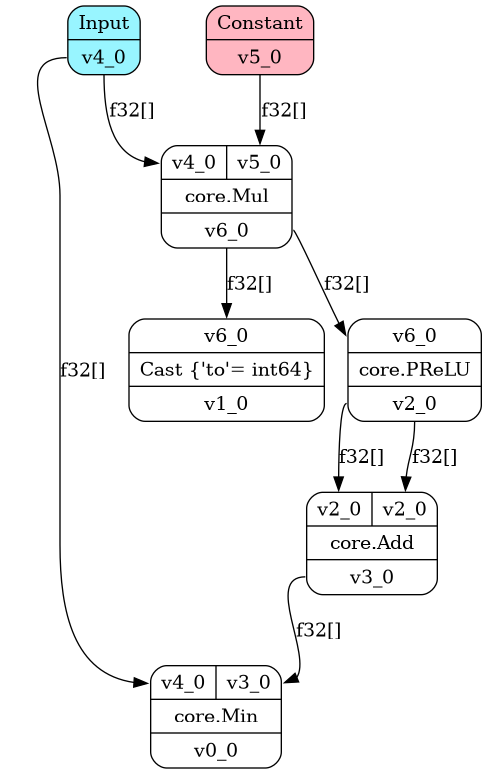 Input
v4_0
Constant
v5_0
f32[]
f32[]
v4_0 v5_0
core.Mul
v6_0
f32[]
f32[]
v6_0
Cast {'to'= int64}
v1_0
v6_0
core.PReLU
v2_0
f32[]
f32[]
f32[]
v2_0 v2_0
core.Add
v3_0
f32[]
v4_0 v3_0
core.Min
v0_0